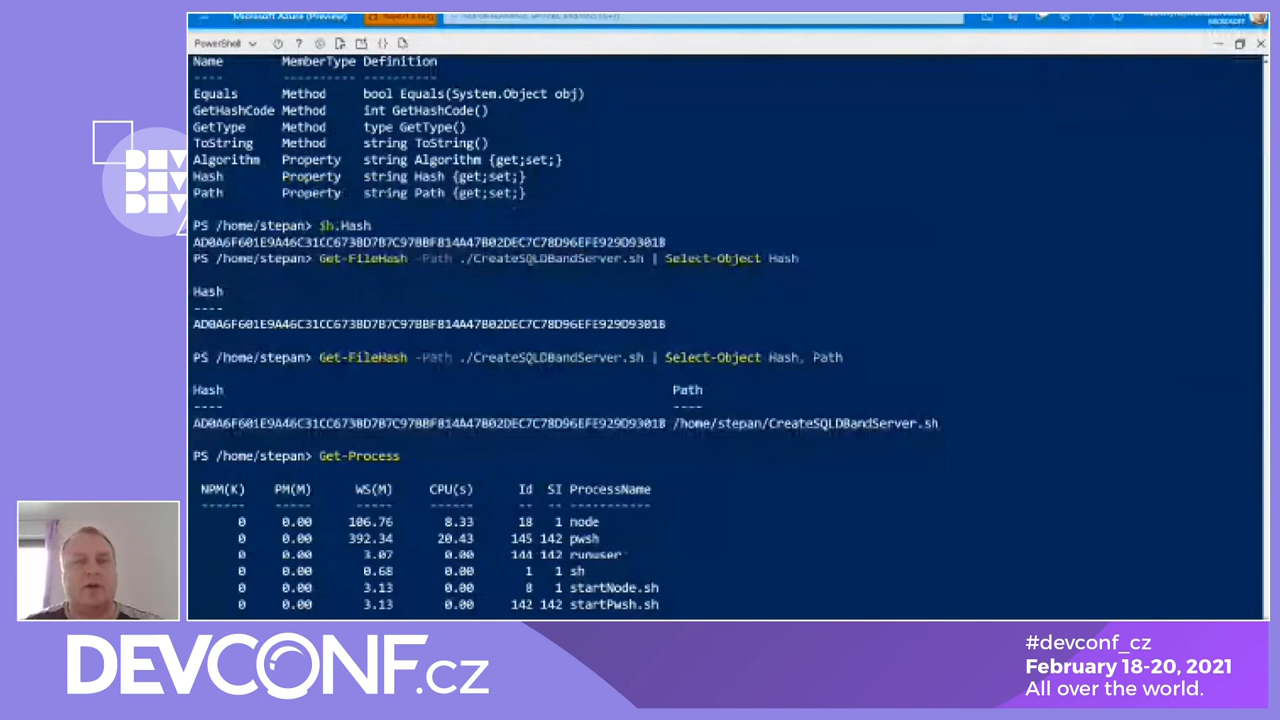 Microsoft Azure (Preview)
Report a bug
PowerShell
Name MemberType Definition
---- ---------- ----------
Equals Method bool Equals(System.Object obj)
GetHashCode Method int GetHashCode()
GetType Method type GetType()
ToString Method string ToString()
Algorithm Property string Algorithm {get;set;}
Hash Property string Hash {get;set;}
Path Property string Path {get;set;}
PS /home/stepan> $h.Hash
AD0A6F601E9A46C31CC673BD7B7C97BBF814A47B02DEC7C78D96EFE929D9301B
PS /home/stepan> Get-FileHash -Path ./CreateSQLDBandServer.sh | Select-Object Hash
Hash
----
AD0A6F601E9A46C31CC673BD7B7C97BBF814A47B02DEC7C78D96EFE929D9301B
PS /home/stepan> Get-FileHash -Path ./CreateSQLDBandServer.sh | Select-Object Hash, Path
Hash Path
---- ----
AD0A6F601E9A46C31CC673BD7B7C97BBF814A47B02DEC7C78D96EFE929D9301B /home/stepan/CreateSQLDBandServer.sh
PS /home/stepan> Get-Process
NPM(K) PM(M) WS(M) CPU(s) Id SI ProcessName
------ ----- ----- ------ -- -- -----------
0 0.00 106.76 8.33 18 1 node
0 0.00 392.34 20.43 145 142 pwsh
0 0.00 3.07 0.00 144 142 runuser
0 0.00 0.68 0.00 1 1 sh
0 0.00 3.13 0.00 8 1 startNode.sh
0 0.00 3.13 0.00 142 142 startPwsh.sh
DEV
DEV
DEV
DEVCONF.cz
#devconf_cz
February 18-20, 2021
All over the world.